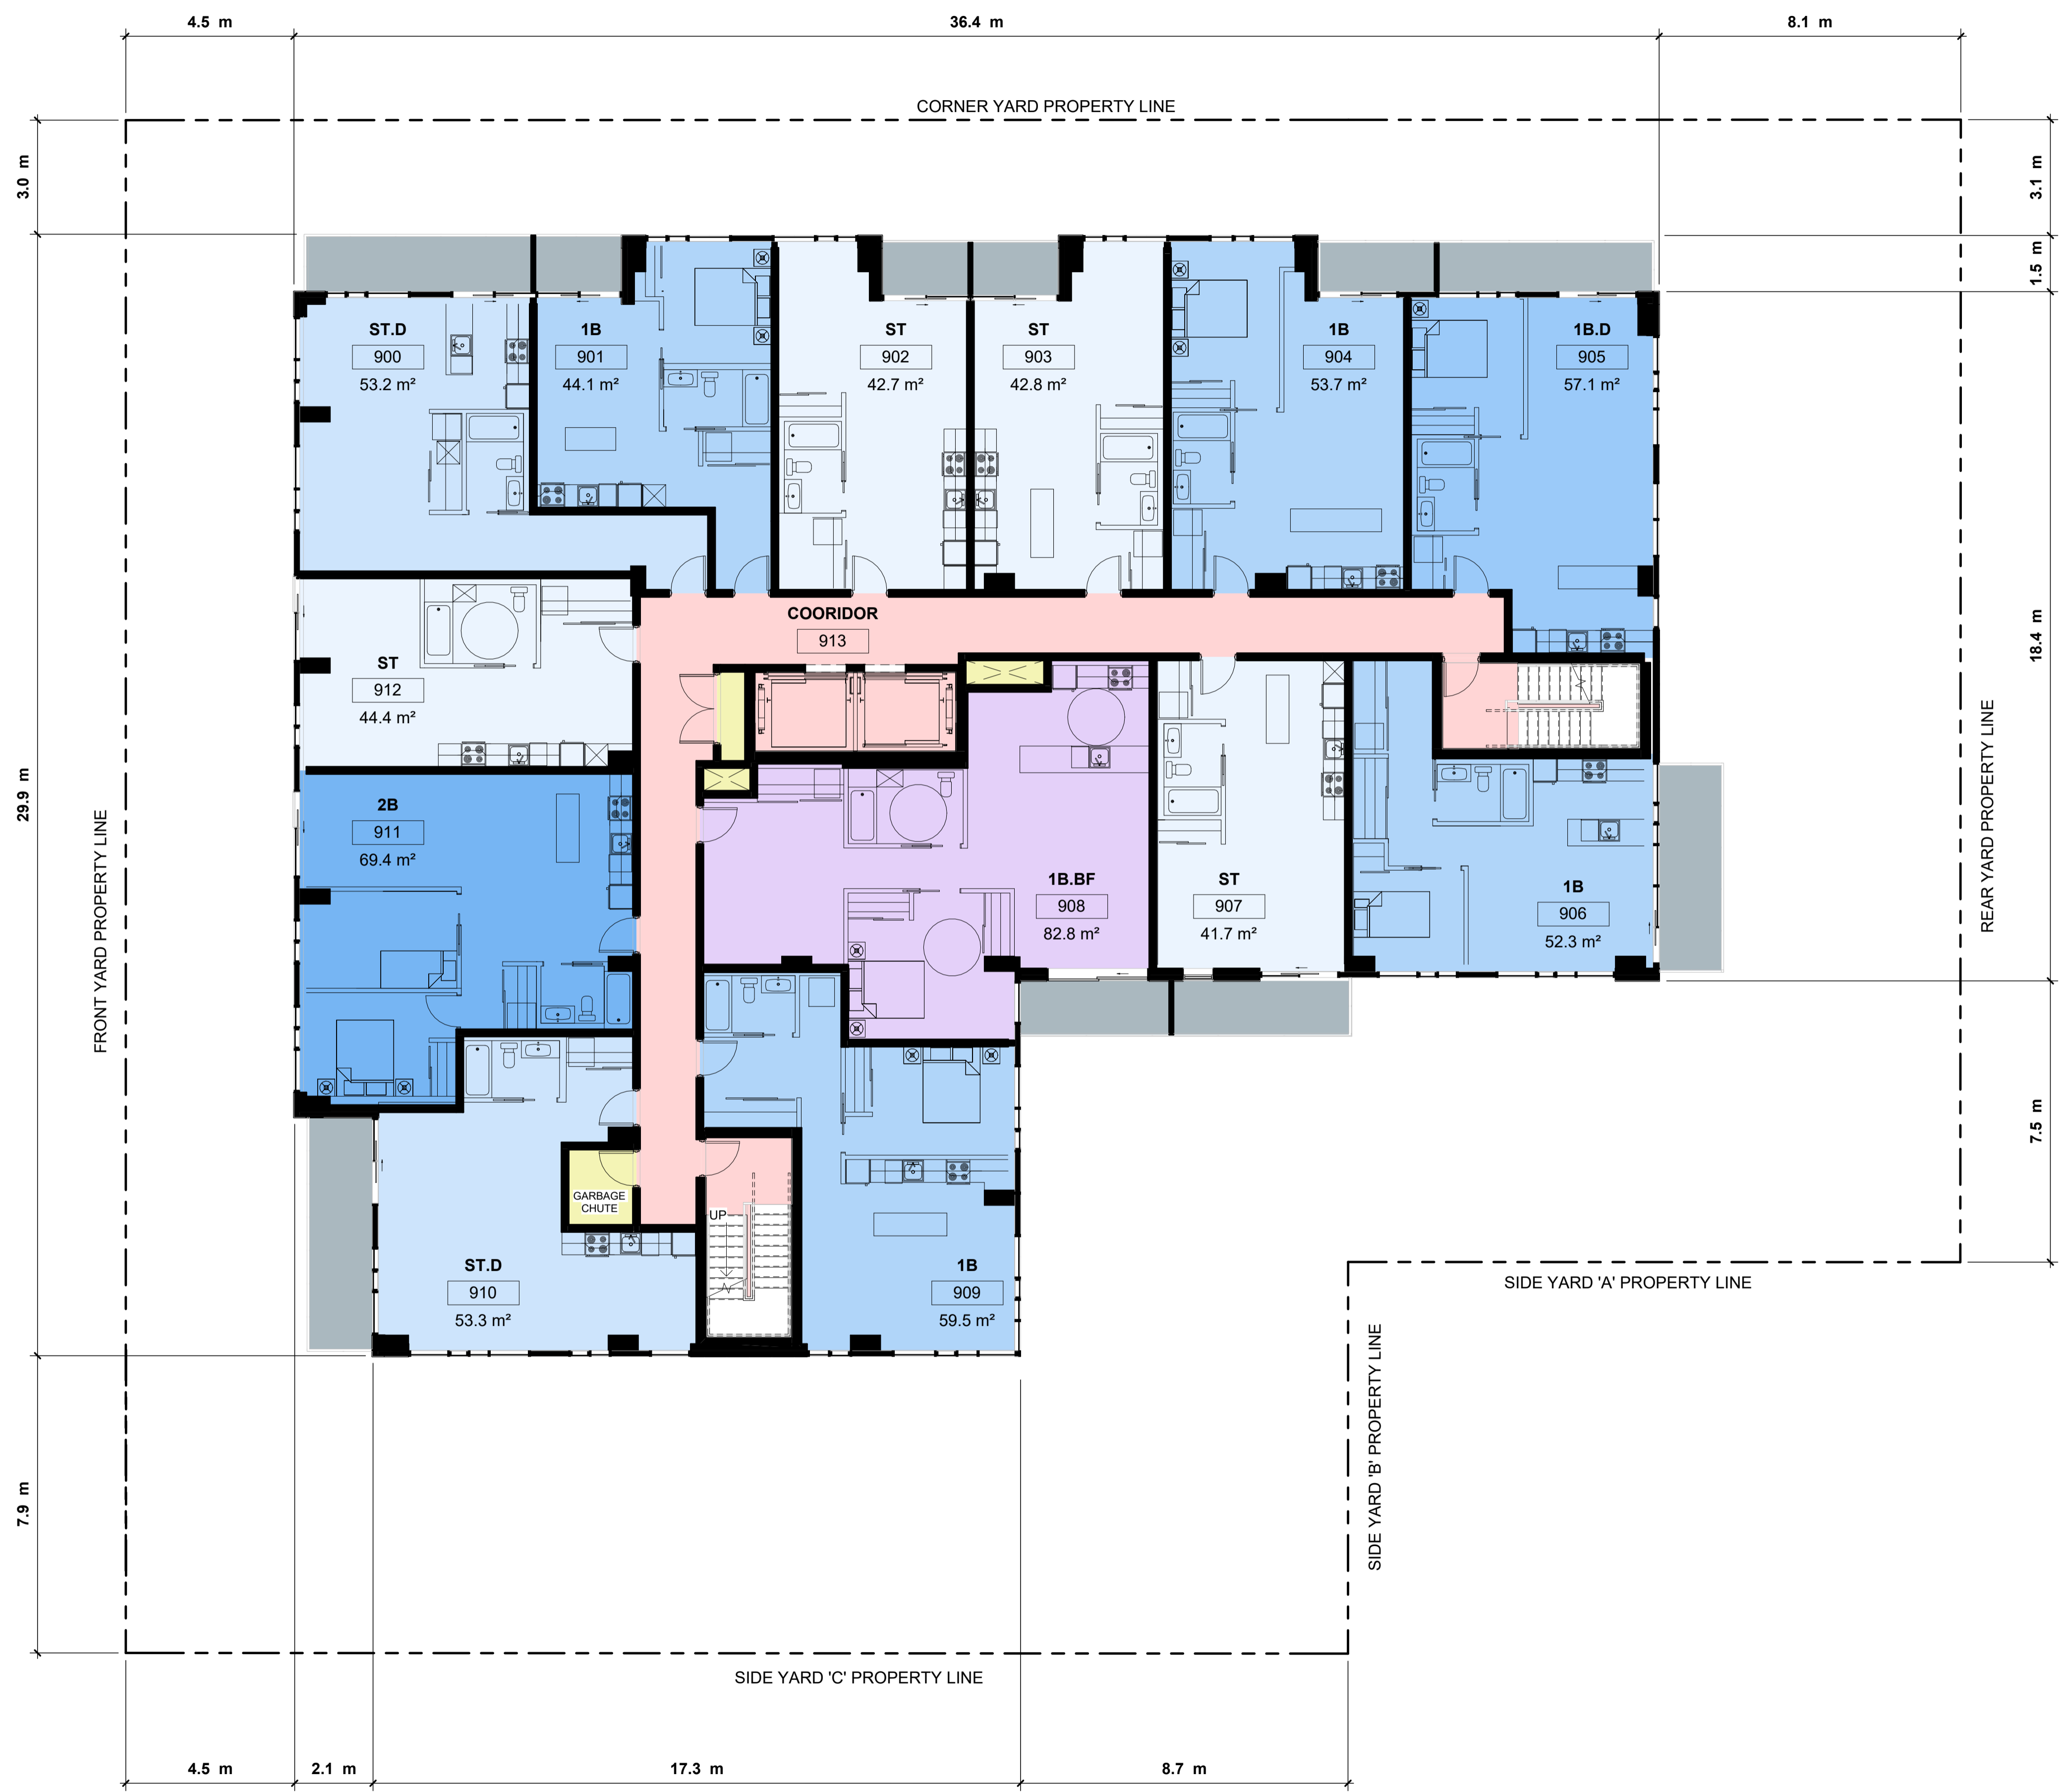 4.5 m
36.4 m
8.1 m
CORNER YARD PROPERTY LINE
3.0 m
3.1 m
1.5 m
ST.D
900
53.2 m²
1B
901
44.1 m²
ST
902
42.7 m²
ST
903
42.8 m²
1B
904
53.7 m²
1B.D
905
57.1 m²
COORIDOR
913
ST
912
44.4 m²
18.4 m
29.9 m
2B
911
69.4 m²
1B.BF
908
82.8 m²
ST
907
41.7 m²
1B
906
52.3 m²
FRONT YARD PROPERTY LINE
REAR YARD PROPERTY LINE
7.5 m
GARBAGE
CHUTE
UP
ST.D
910
53.3 m²
1B
909
59.5 m²
SIDE YARD 'A' PROPERTY LINE
SIDE YARD 'B' PROPERTY LINE
7.9 m
SIDE YARD 'C' PROPERTY LINE
4.5 m
2.1 m
17.3 m
8.7 m